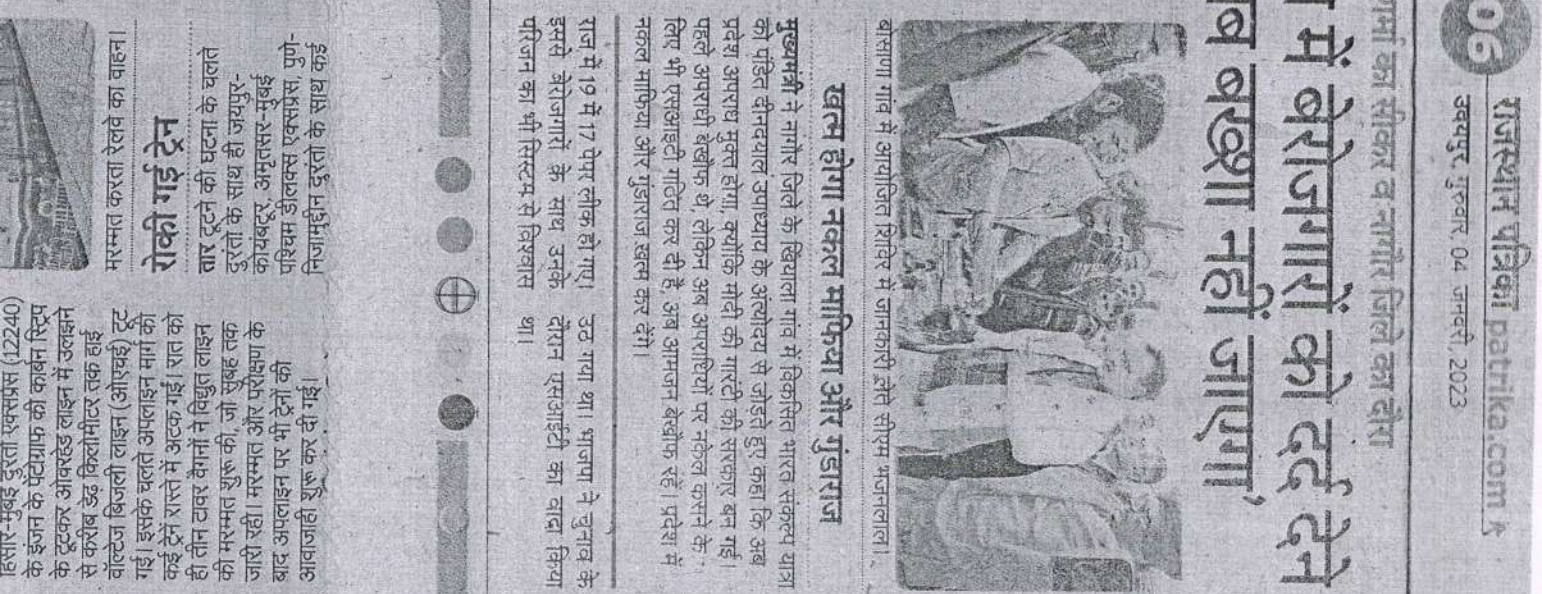 06
राजस्थान पत्रिका patrika.com
उदयपुर, गुरुवार, 04 जनवरी 2023
शर्मा का सीकर व नागौर जिले का दौरा
में बेरोजगारों को दर्द देने
बख्शा नहीं जाएगा'
बोसाणा गांव में आयोजित शिविर में जानकारी लेते सीएम भजनलाल।
खत्म होगा नकल माफिया और गुंडाराज
मुख्यमंत्री ने नागौर जिले के खियाला गांव में विकसित भारत संकल्प यात्रा
को पंडित दीनदयाल उपाध्याय के अंत्योदय से जोड़ते हुए कहा कि अब
प्रदेश अपराध मुक्त होगा, क्योंकि मोदी की गारंटी की सरकार बन गई।
पहले अपराधी बेखौफ थे, लेकिन अब अपराधियों पर नकेल कसने के
लिए भी एसआइटी गठित कर दी है, अब आमजन बेखौफ रहें। प्रदेश में
नकल माफिया और गुंडाराज खत्म कर देंगे।
राज में 19 में 17 पेपर लीक हो गए।
इससे बेरोजगारों के साथ उनके
परिजन का भी सिस्टम से विश्वास
उठ गया था। भाजपा ने चुनाव के
दौरान एसआईटी का वादा किया
था।
मरम्मत करता रेलवे का वाहन।
रोकी गई ट्रेन
तार टूटने की घटना के चलते
दुरंतो के साथ ही जयपुर-
कोयंबटूर, अमृतसर-मुंबई
पश्चिम डीलक्स एक्सप्रेस, पुणे-
निजामुद्दीन दुरंतो के साथ कई
हिसार-मुंबई दुरंतो एक्सप्रेस (12240)
के इंजन के पेंटोग्राफ की कार्बन स्ट्रिप
के टूटकर ओवरहेड लाइन में उलझने
से करीब डेढ़ किलोमीटर तक हाई
वॉल्टेज बिजली लाइन (ओएचई) टूट
गई। इसके चलते अपलाइन मार्ग की
कई ट्रेनें रास्ते में अटक गई। रात को
ही तीन टावर वैगनों ने विद्युत लाइन
की मरम्मत शुरू की, जो सुबह तक
जारी रही। मरम्मत और परीक्षण के
बाद अपलाइन पर भी ट्रेनों की
आवाजाही शुरू कर दी गई।